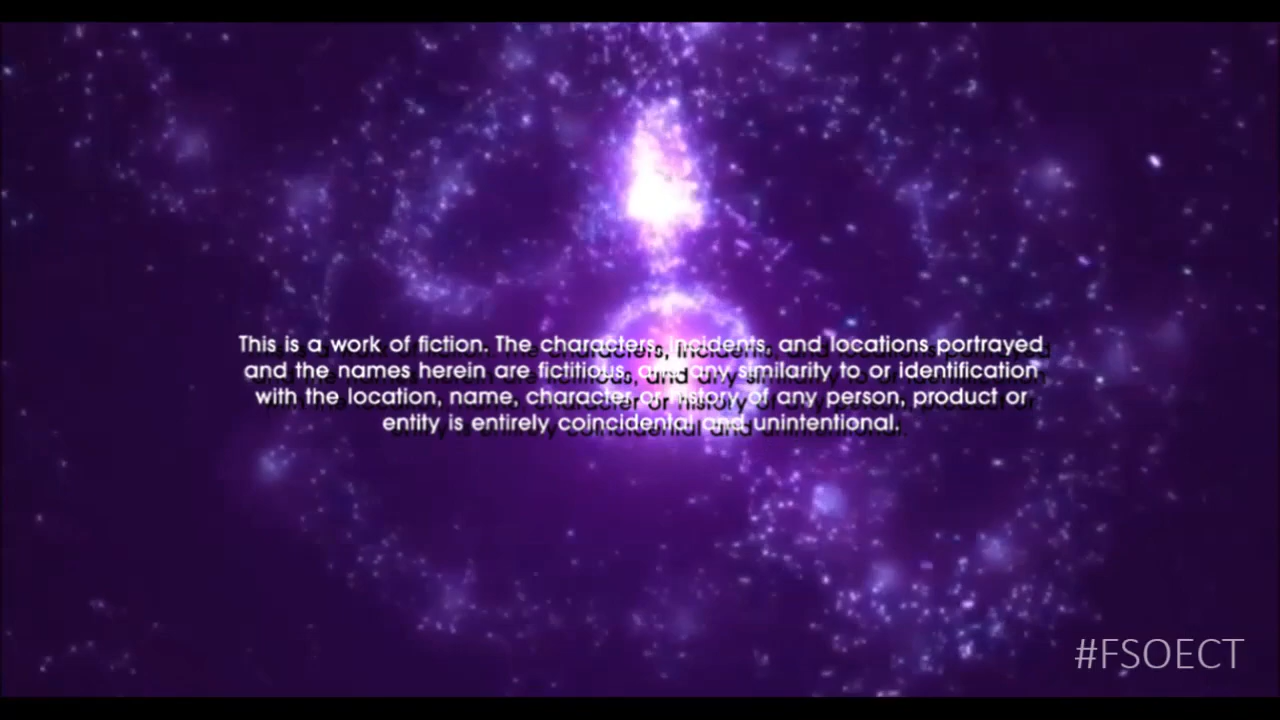 This is a work of fiction. The characters, incidents, and locations portrayed
and the names herein are fictitious, and any similarity to or identification
with the location, name, character or history of any person, product or
entity is entirely coincidental and unintentional.
#FSOECT